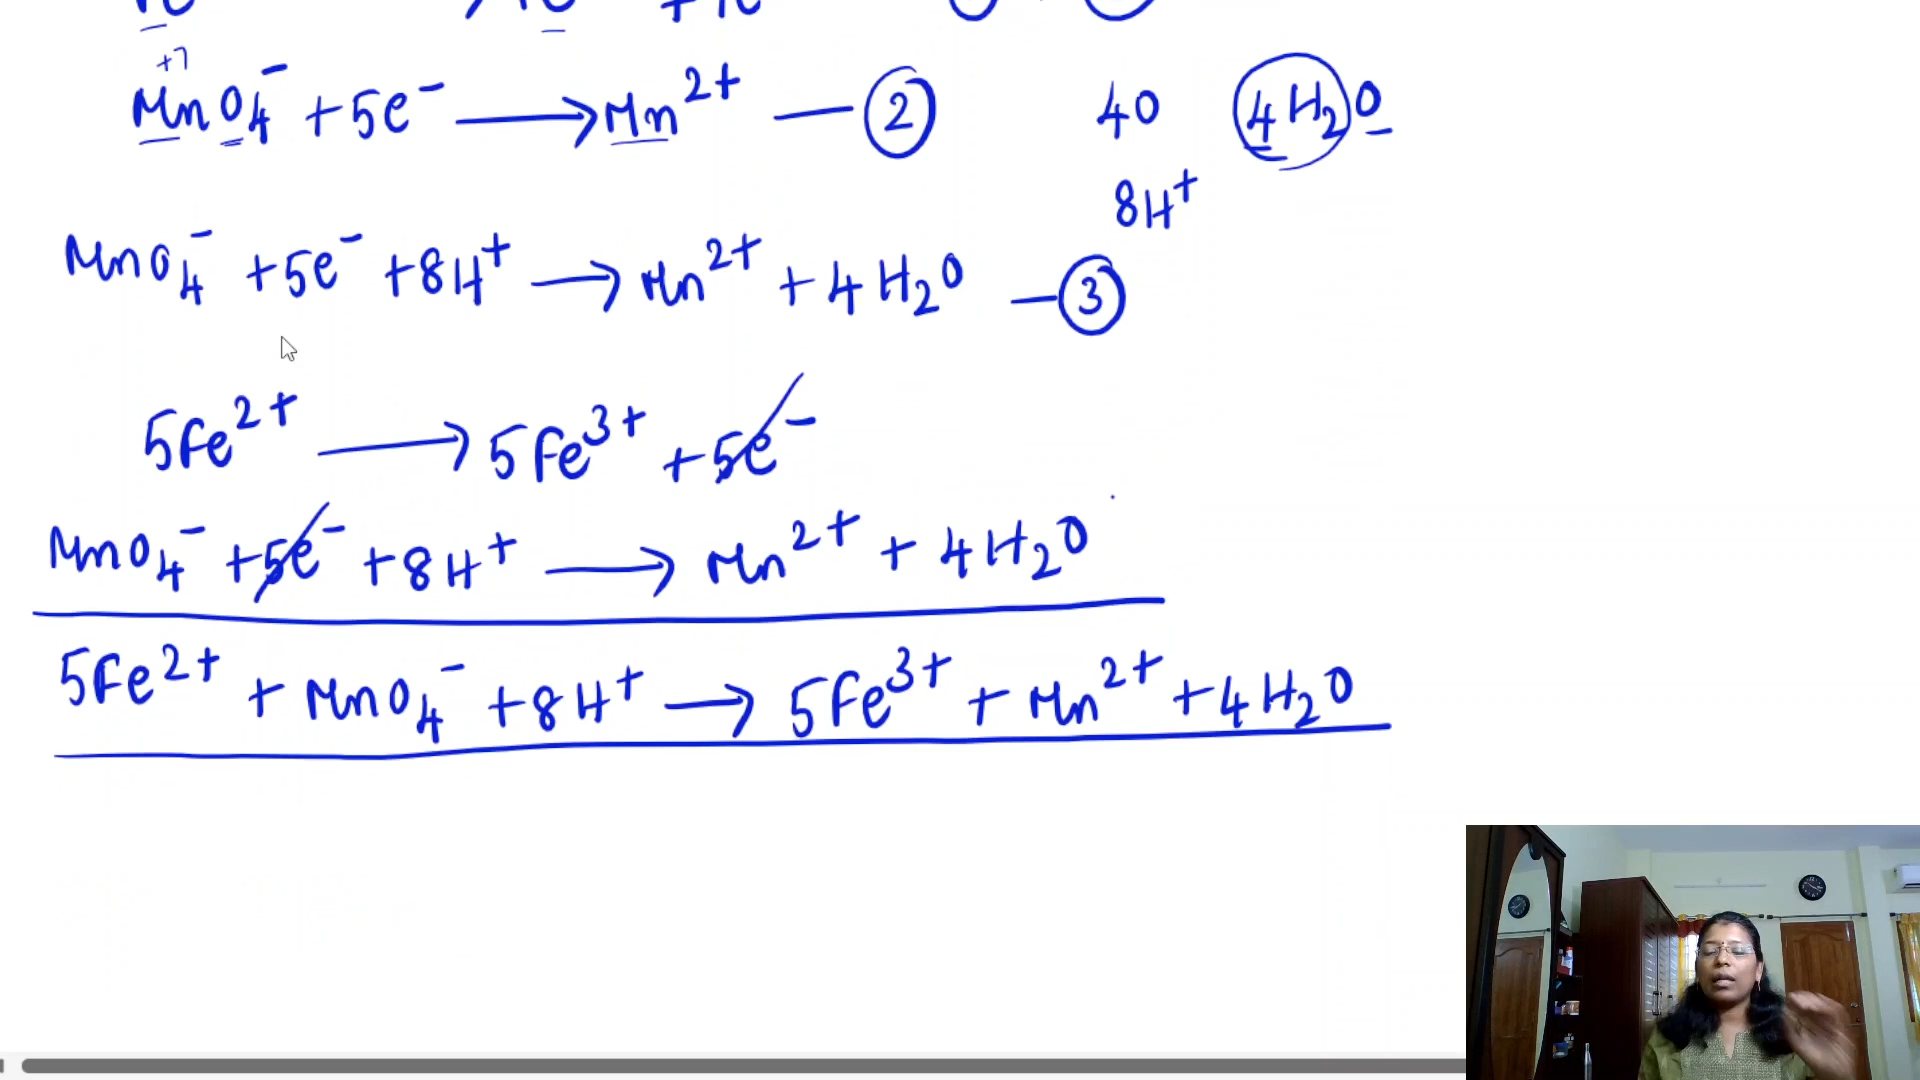 +7
MnO₄⁻ + 5e⁻ ⟶ Mn²⁺ — ② 4O 4H₂O
8H⁺
MnO₄⁻ + 5e⁻ + 8H⁺ ⟶ Mn²⁺ + 4H₂O — ③
5Fe²⁺ ⟶ 5Fe³⁺ + 5e⁻
MnO₄⁻ + 5e⁻ + 8H⁺ ⟶ Mn²⁺ + 4H₂O
5Fe²⁺ + MnO₄⁻ + 8H⁺ ⟶ 5Fe³⁺ + Mn²⁺ + 4H₂O